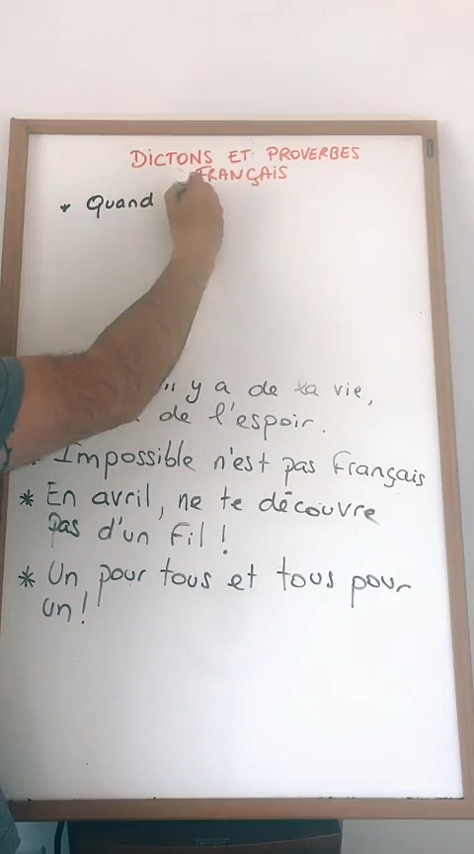 DICTONS ET PROVERBES
FRANÇAIS
* Quand
y a de la vie,
de l'espoir.
Impossible n'est pas Français
* En avril, ne te découvre
pas d'un fil !
* Un pour tous et tous pour
un !